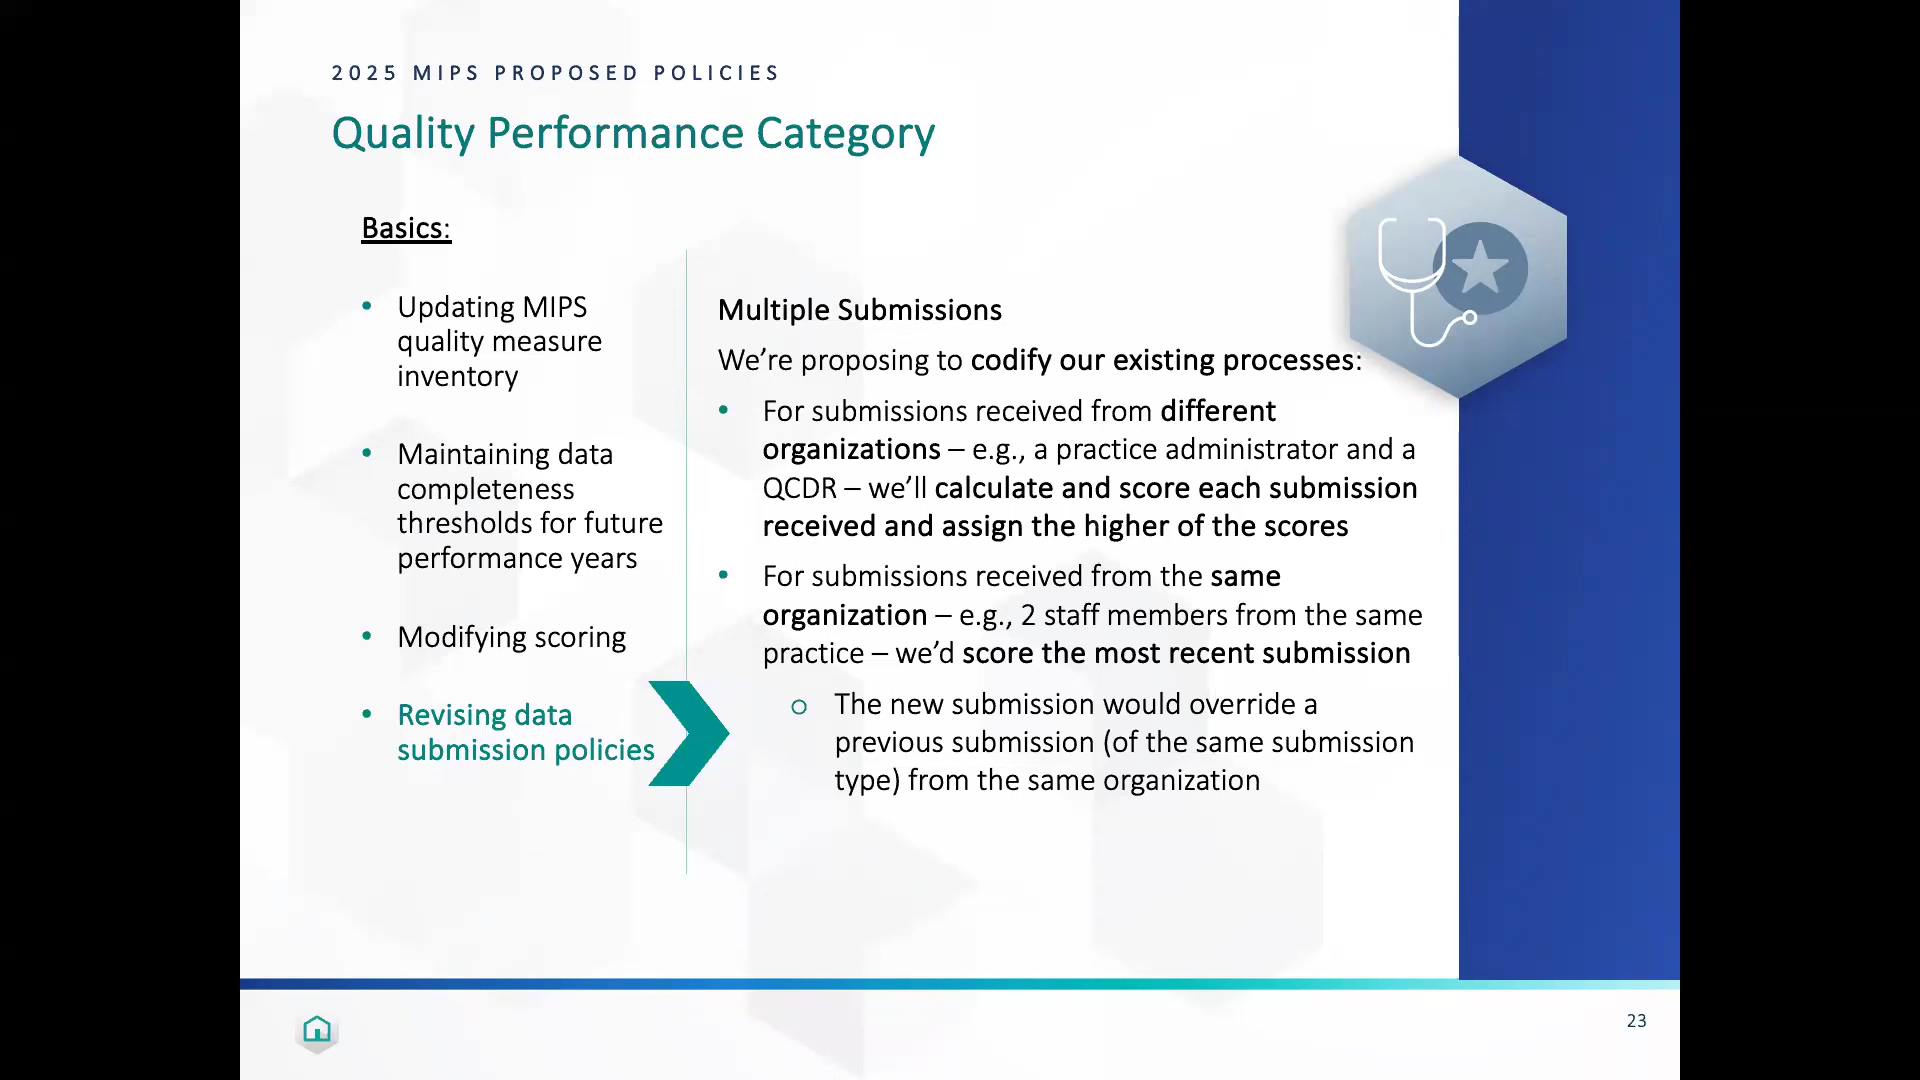 2025 MIPS PROPOSED POLICIES
Quality Performance Category
Basics:
• Updating MIPS
quality measure
inventory
• Maintaining data
completeness
thresholds for future
performance years
• Modifying scoring
• Revising data
submission policies
Multiple Submissions
We’re proposing to codify our existing processes:
• For submissions received from different
organizations – e.g., a practice administrator and a
QCDR – we’ll calculate and score each submission
received and assign the higher of the scores
• For submissions received from the same
organization – e.g., 2 staff members from the same
practice – we’d score the most recent submission
o The new submission would override a
previous submission (of the same submission
type) from the same organization
23